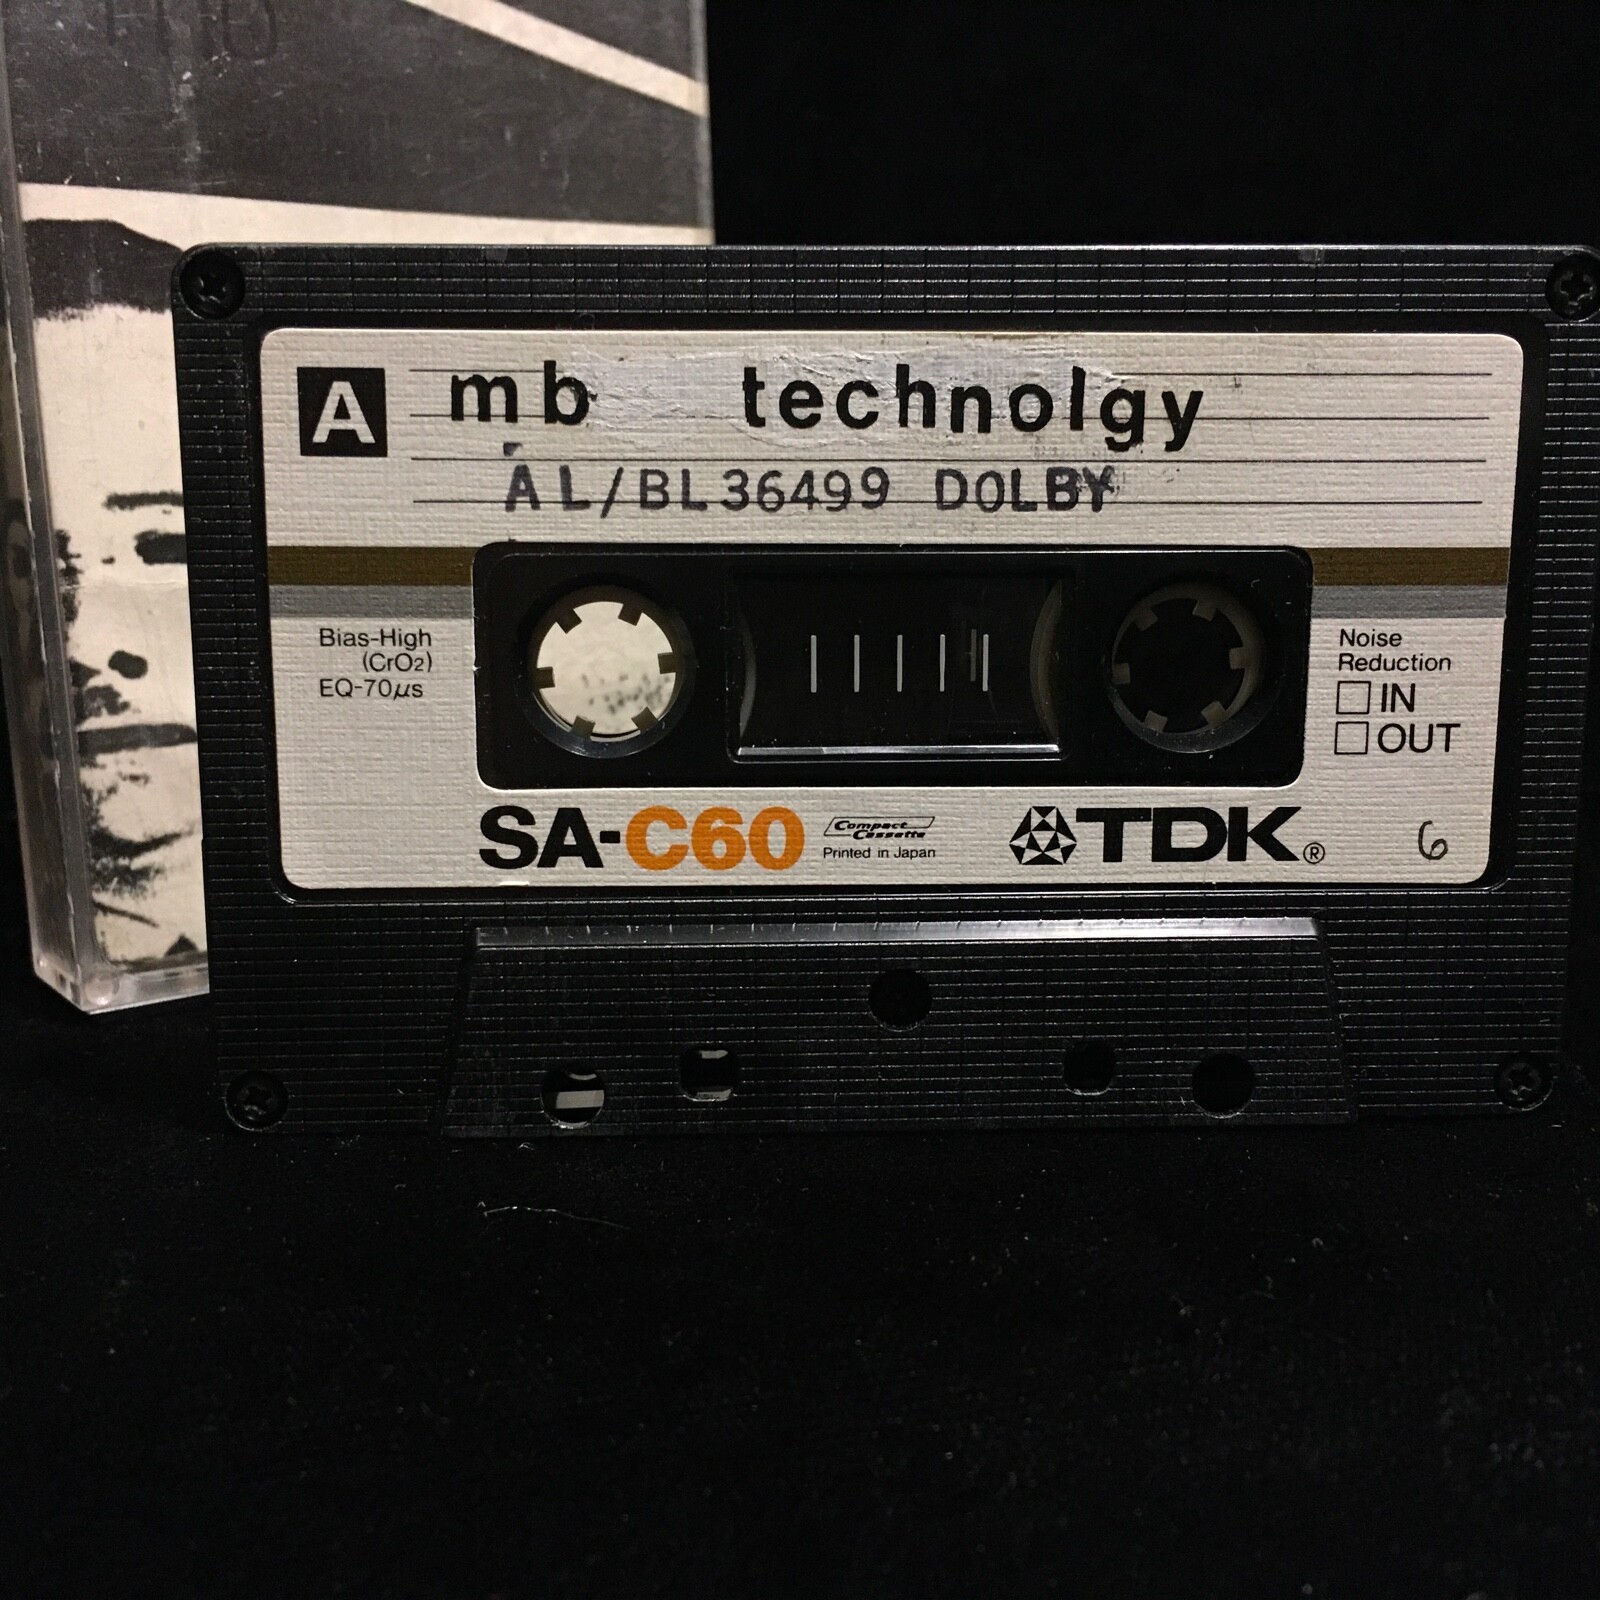 A
mb technolgy
AL/BL36499 DOLBY
Bias-High
(CrO2)
EQ-70µs
Noise
Reduction
IN
OUT
SA-C60
Compact
Cassette
Printed in Japan
TDK®
6